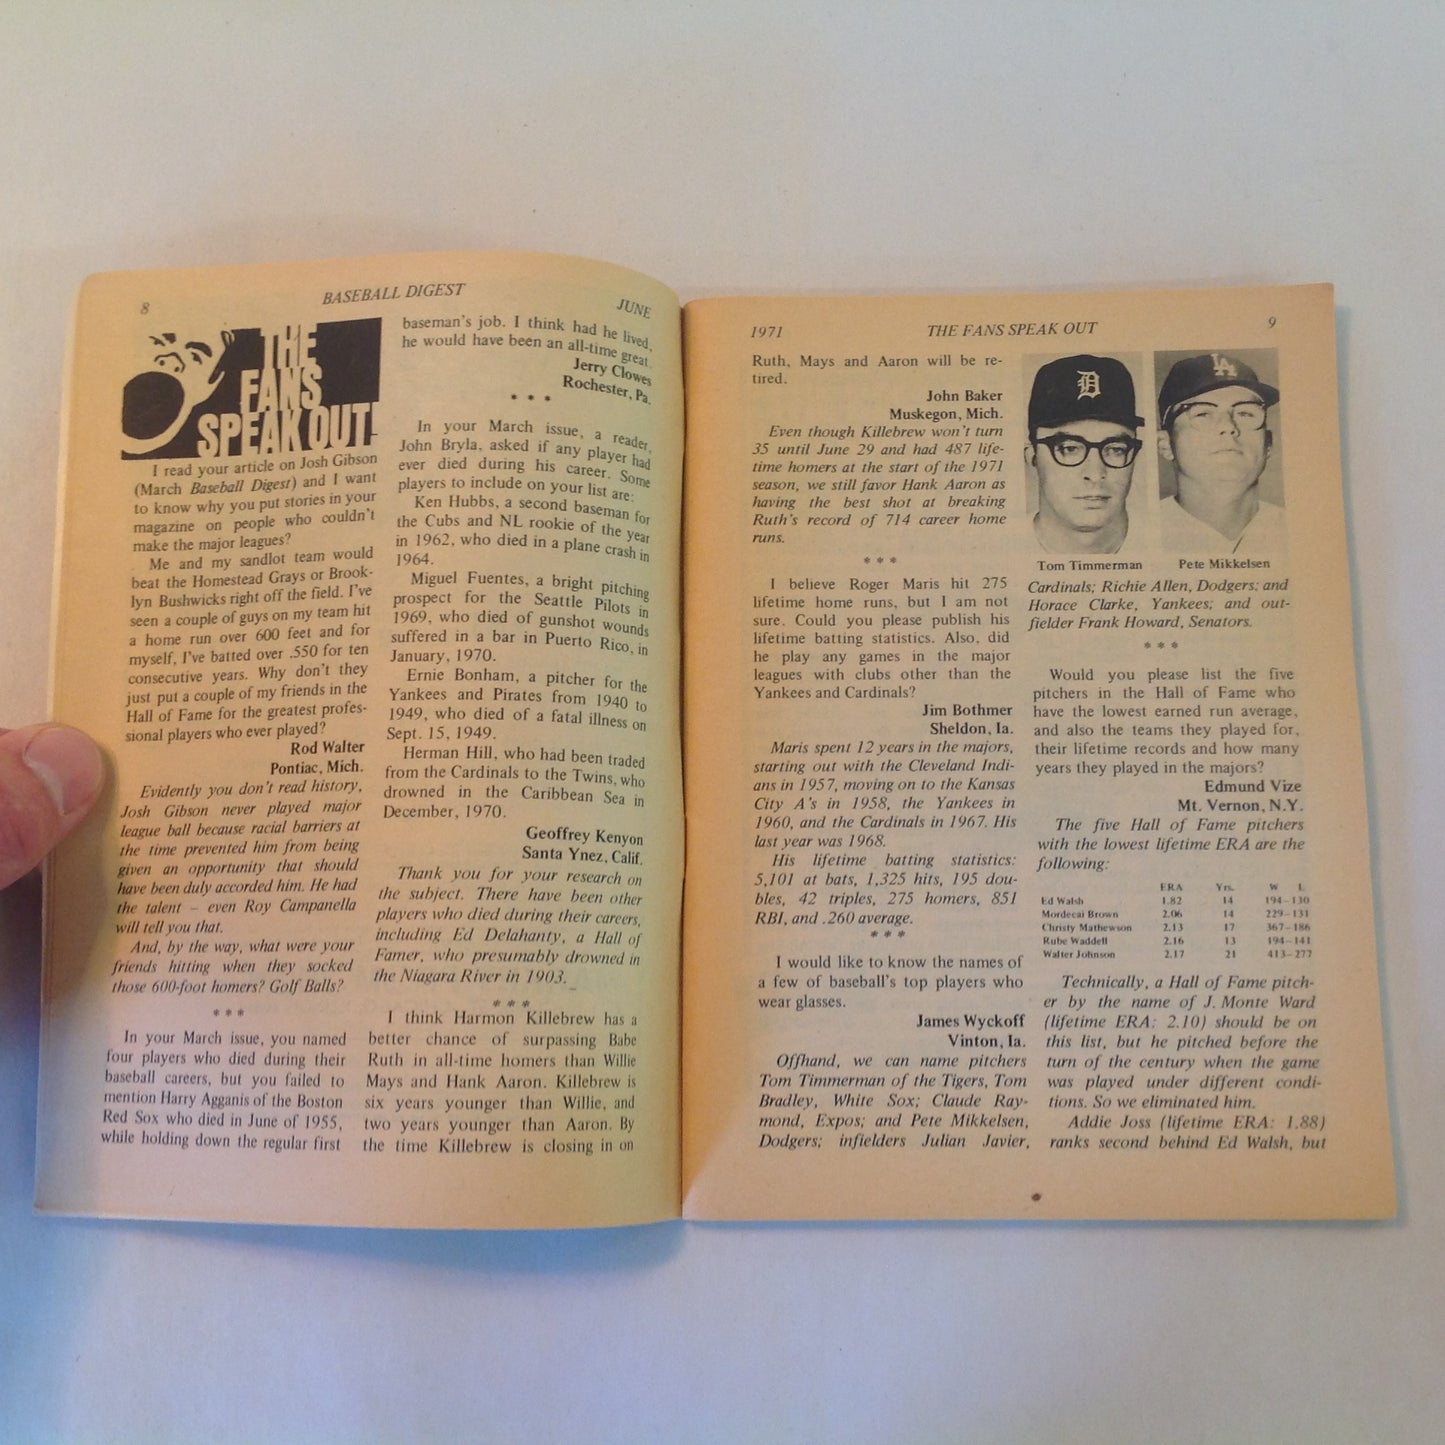 8
BASEBALL DIGEST
JUNE
THE
FANS
SPEAK OUT
I read your article on Josh Gibson
(March Baseball Digest) and I want
to know why you put stories in your
magazine on people who couldn't
make the major leagues?
Me and my sandlot team would
beat the Homestead Grays or Brook-
lyn Bushwicks right off the field. I've
seen a couple of guys on my team hit
a home run over 600 feet and for
myself, I've batted over .550 for ten
consecutive years. Why don't they
just put a couple of my friends in the
Hall of Fame for the greatest profes-
sional players who ever played?
Rod Walter
Pontiac, Mich.
Evidently you don't read history,
Josh Gibson never played major
league ball because racial barriers at
the time prevented him from being
given an opportunity that should
have been duly accorded him. He had
the talent – even Roy Campanella
will tell you that.
And, by the way, what were your
friends hitting when they socked
those 600-foot homers? Golf Balls?
* * *
In your March issue, you named
four players who died during their
baseball careers, but you failed to
mention Harry Agganis of the Boston
Red Sox who died in June of 1955,
while holding down the regular first
baseman's job. I think had he lived,
he would have been an all-time great.
Jerry Clowes
Rochester, Pa.
* * *
In your March issue, a reader,
John Bryla, asked if any player had
ever died during his career. Some
players to include on your list are:
Ken Hubbs, a second baseman for
the Cubs and NL rookie of the year
in 1962, who died in a plane crash in
1964.
Miguel Fuentes, a bright pitching
prospect for the Seattle Pilots in
1969, who died of gunshot wounds
suffered in a bar in Puerto Rico, in
January, 1970.
Ernie Bonham, a pitcher for the
Yankees and Pirates from 1940 to
1949, who died of a fatal illness on
Sept. 15, 1949.
Herman Hill, who had been traded
from the Cardinals to the Twins, who
drowned in the Caribbean Sea in
December, 1970.
Geoffrey Kenyon
Santa Ynez, Calif.
Thank you for your research on
the subject. There have been other
players who died during their careers,
including Ed Delahanty, a Hall of
Famer, who presumably drowned in
the Niagara River in 1903.
* * *
I think Harmon Killebrew has a
better chance of surpassing Babe
Ruth in all-time homers than Willie
Mays and Hank Aaron. Killebrew is
six years younger than Willie, and
two years younger than Aaron. By
the time Killebrew is closing in on
1971
THE FANS SPEAK OUT
9
Ruth, Mays and Aaron will be re-
tired.
John Baker
Muskegon, Mich.
Even though Killebrew won't turn
35 until June 29 and had 487 life-
time homers at the start of the 1971
season, we still favor Hank Aaron as
having the best shot at breaking
Ruth's record of 714 career home
runs.
* * *
I believe Roger Maris hit 275
lifetime home runs, but I am not
sure. Could you please publish his
lifetime batting statistics. Also, did
he play any games in the major
leagues with clubs other than the
Yankees and Cardinals?
Jim Bothmer
Sheldon, Ia.
Maris spent 12 years in the majors,
starting out with the Cleveland Indi-
ans in 1957, moving on to the Kansas
City A's in 1958, the Yankees in
1960, and the Cardinals in 1967. His
last year was 1968.
His lifetime batting statistics:
5,101 at bats, 1,325 hits, 195 dou-
bles, 42 triples, 275 homers, 851
RBI, and .260 average.
* * *
I would like to know the names of
a few of baseball's top players who
wear glasses.
James Wyckoff
Vinton, Ia.
Offhand, we can name pitchers
Tom Timmerman of the Tigers, Tom
Bradley, White Sox; Claude Ray-
mond, Expos; and Pete Mikkelsen,
Dodgers; infielders Julian Javier,
D
LA
Tom Timmerman Pete Mikkelsen
Cardinals; Richie Allen, Dodgers; and
Horace Clarke, Yankees; and out-
fielder Frank Howard, Senators.
* * *
Would you please list the five
pitchers in the Hall of Fame who
have the lowest earned run average,
and also the teams they played for,
their lifetime records and how many
years they played in the majors?
Edmund Vize
Mt. Vernon, N.Y.
The five Hall of Fame pitchers
with the lowest lifetime ERA are the
following:
ERA Yrs. W L
Ed Walsh 1.82 14 194–130
Mordecai Brown 2.06 14 229–131
Christy Mathewson 2.13 17 367–186
Rube Waddell 2.16 13 194–141
Walter Johnson 2.17 21 413–277
Technically, a Hall of Fame pitch-
er by the name of J. Monte Ward
(lifetime ERA: 2.10) should be on
this list, but he pitched before the
turn of the century when the game
was played under different condi-
tions. So we eliminated him.
Addie Joss (lifetime ERA: 1.88)
ranks second behind Ed Walsh, but